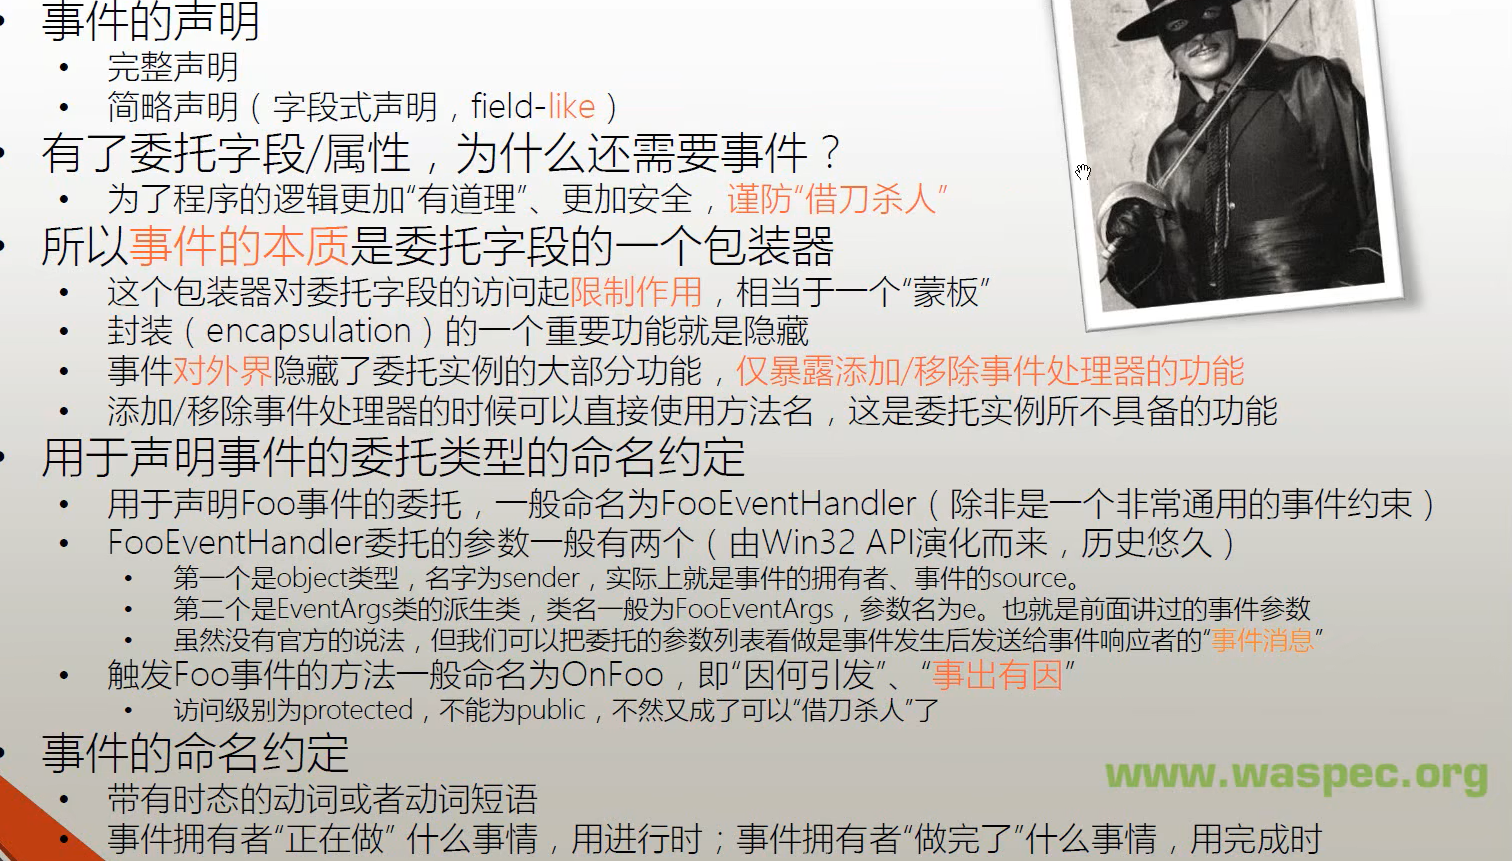 事件的声明
完整声明
简略声明（字段式声明，field-like）
有了委托字段/属性，为什么还需要事件？
为了程序的逻辑更加“有道理”、更加安全，谨防“借刀杀人”
所以事件的本质是委托字段的一个包装器
这个包装器对委托字段的访问起限制作用，相当于一个“蒙板”
封装（encapsulation）的一个重要功能就是隐藏
事件对外界隐藏了委托实例的大部分功能，仅暴露添加/移除事件处理器的功能
添加/移除事件处理器的时候可以直接使用方法名，这是委托实例所不具备的功能
用于声明事件的委托类型的命名约定
用于声明Foo事件的委托，一般命名为FooEventHandler（除非是一个非常通用的事件约束）
FooEventHandler委托的参数一般有两个（由Win32 API演化而来，历史悠久）
第一个是object类型，名字为sender，实际上就是事件的拥有者、事件的source。
第二个是EventArgs类的派生类，类名一般为FooEventArgs，参数名为e。也就是前面讲过的事件参数
虽然没有官方的说法，但我们可以把委托的参数列表看做是事件发生后发送给事件响应者的“事件消息”
触发Foo事件的方法一般命名为OnFoo，即“因何引发”、“事出有因”
访问级别为protected，不能为public，不然又成了可以“借刀杀人”了
事件的命名约定
带有时态的动词或者动词短语
事件拥有者“正在做” 什么事情，用进行时；事件拥有者“做完了”什么事情，用完成时
www.waspec.org